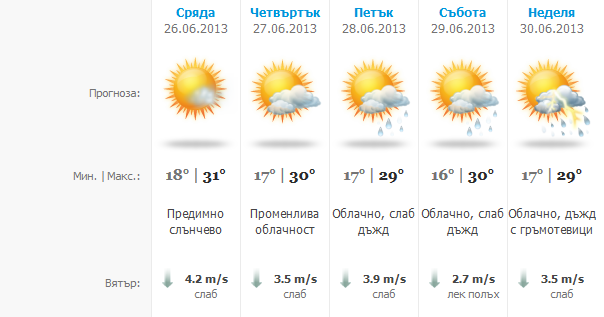 Сряда Четвъртък Петък Събота Неделя
26.06.2013 27.06.2013 28.06.2013 29.06.2013 30.06.2013
Прогноза:
Мин. | Макс.: 18° | 31° 17° | 30° 17° | 29° 16° | 30° 17° | 29°
Предимно Променлива Облачно, слаб Облачно, слаб Облачно, дъжд
слънчево облачност дъжд дъжд с гръмотевици
Вятър: 4.2 m/s 3.5 m/s 3.9 m/s 2.7 m/s 3.5 m/s
слаб слаб слаб лек полъх слаб